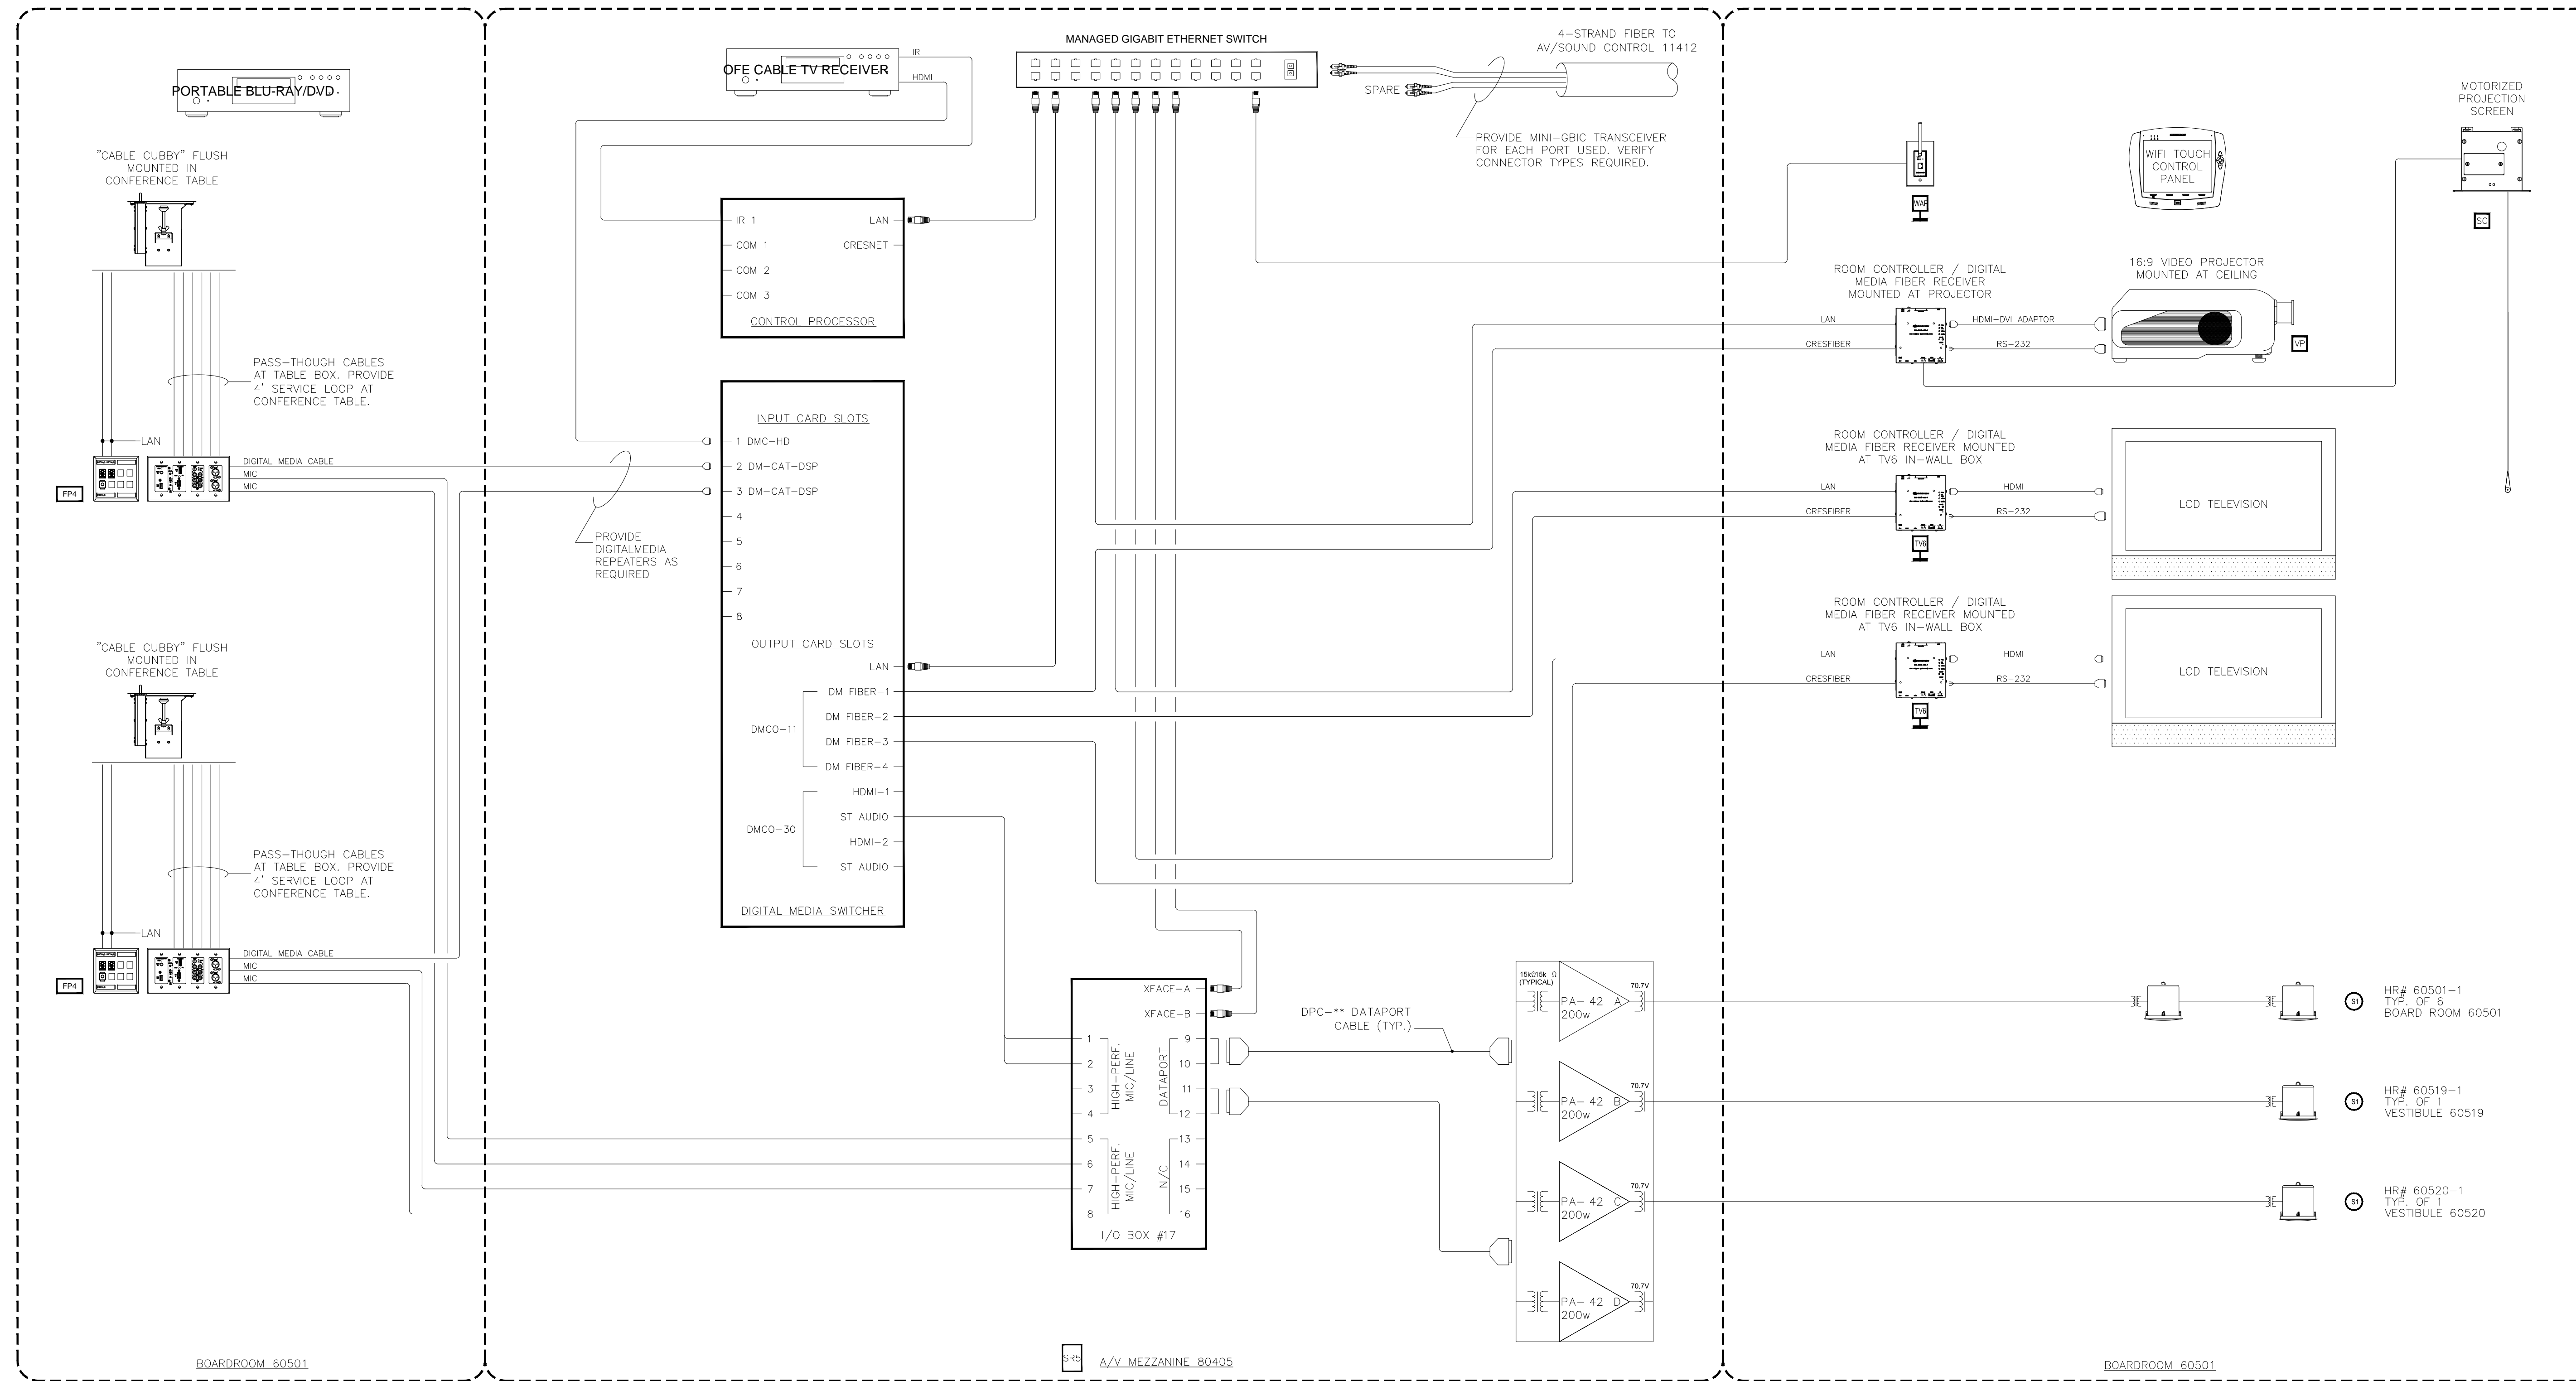 PORTABLE BLU-RAY/DVD
"CABLE CUBBY" FLUSH
MOUNTED IN
CONFERENCE TABLE
PASS-THOUGH CABLES
AT TABLE BOX. PROVIDE
4' SERVICE LOOP AT
CONFERENCE TABLE.
LAN
DIGITAL MEDIA CABLE
MIC
MIC
FP4
"CABLE CUBBY" FLUSH
MOUNTED IN
CONFERENCE TABLE
PASS-THOUGH CABLES
AT TABLE BOX. PROVIDE
4' SERVICE LOOP AT
CONFERENCE TABLE.
LAN
DIGITAL MEDIA CABLE
MIC
MIC
FP4
BOARDROOM 60501
OFE CABLE TV RECEIVER
IR
HDMI
MANAGED GIGABIT ETHERNET SWITCH
4-STRAND FIBER TO
AV/SOUND CONTROL 11412
SPARE
PROVIDE MINI-GBIC TRANSCEIVER
FOR EACH PORT USED. VERIFY
CONNECTOR TYPES REQUIRED.
IR 1
LAN
COM 1
CRESNET
COM 2
COM 3
CONTROL PROCESSOR
INPUT CARD SLOTS
1 DMC-HD
2 DM-CAT-DSP
3 DM-CAT-DSP
4
5
6
7
8
PROVIDE
DIGITALMEDIA
REPEATERS AS
REQUIRED
OUTPUT CARD SLOTS
LAN
DM FIBER-1
DM FIBER-2
DMCO-11
DM FIBER-3
DM FIBER-4
HDMI-1
ST AUDIO
DMCO-30
HDMI-2
ST AUDIO
DIGITAL MEDIA SWITCHER
XFACE-A
XFACE-B
1
2
3
4
HIGH-PERF.
MIC/LINE
5
6
7
8
HIGH-PERF.
MIC/LINE
9
10
11
12
DATAPORT
13
14
15
16
N/C
I/O BOX #17
DPC-** DATAPORT
CABLE (TYP.)
15kΩ15k Ω
(TYPICAL)
PA- 42 A
200w
70.7V
PA- 42 B
200w
70.7V
PA- 42 C
200w
70.7V
PA- 42 D
200w
70.7V
SR5
A/V MEZZANINE 80405
WAP
WIFI TOUCH
CONTROL
PANEL
MOTORIZED
PROJECTION
SCREEN
SC
ROOM CONTROLLER / DIGITAL
MEDIA FIBER RECEIVER
MOUNTED AT PROJECTOR
16:9 VIDEO PROJECTOR
MOUNTED AT CEILING
LAN
HDMI-DVI ADAPTOR
CRESFIBER
RS-232
VP
ROOM CONTROLLER / DIGITAL
MEDIA FIBER RECEIVER MOUNTED
AT TV6 IN-WALL BOX
LAN
HDMI
CRESFIBER
RS-232
TV6
LCD TELEVISION
ROOM CONTROLLER / DIGITAL
MEDIA FIBER RECEIVER MOUNTED
AT TV6 IN-WALL BOX
LAN
HDMI
CRESFIBER
RS-232
TV6
LCD TELEVISION
S1
HR# 60501-1
TYP. OF 6
BOARD ROOM 60501
S1
HR# 60519-1
TYP. OF 1
VESTIBULE 60519
S1
HR# 60520-1
TYP. OF 1
VESTIBULE 60520
BOARDROOM 60501